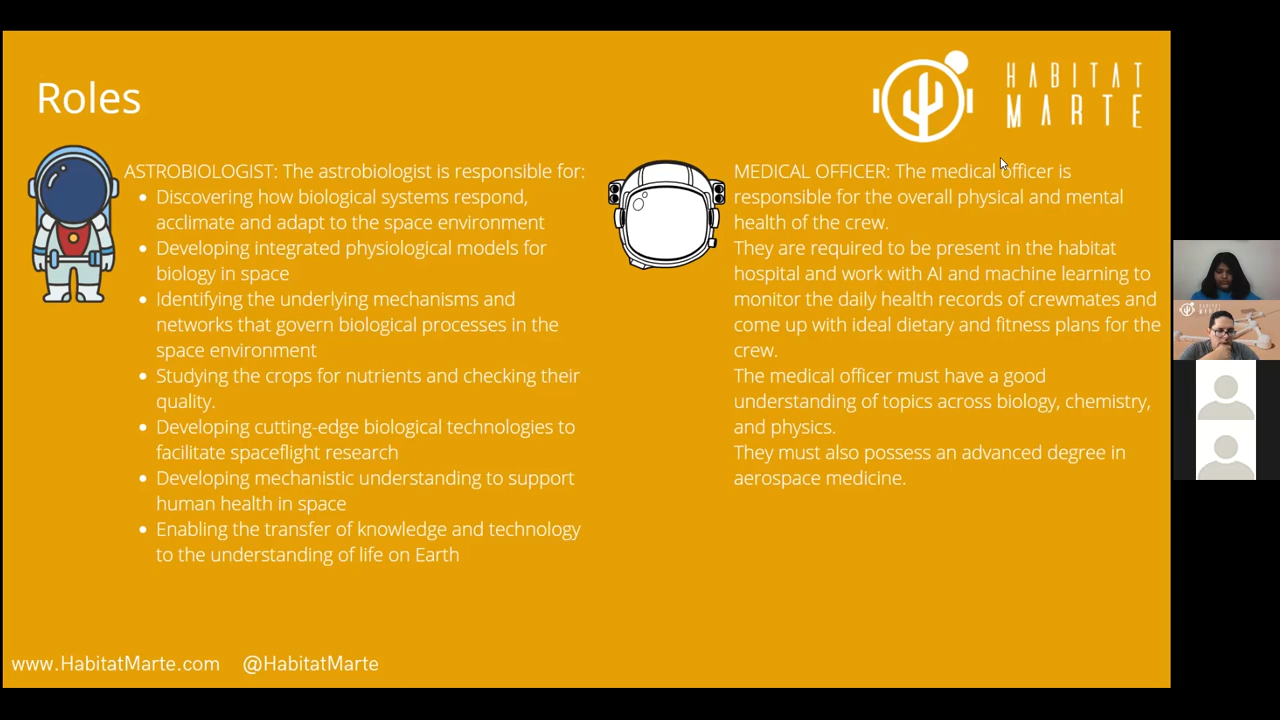 Roles
HABITAT
MARTE
ASTROBIOLOGIST: The astrobiologist is responsible for:
Discovering how biological systems respond,
acclimate and adapt to the space environment
Developing integrated physiological models for
biology in space
Identifying the underlying mechanisms and
networks that govern biological processes in the
space environment
Studying the crops for nutrients and checking their
quality.
Developing cutting-edge biological technologies to
facilitate spaceflight research
Developing mechanistic understanding to support
human health in space
Enabling the transfer of knowledge and technology
to the understanding of life on Earth
MEDICAL OFFICER: The medical officer is
responsible for the overall physical and mental
health of the crew.
They are required to be present in the habitat
hospital and work with AI and machine learning to
monitor the daily health records of crewmates and
come up with ideal dietary and fitness plans for the
crew.
The medical officer must have a good
understanding of topics across biology, chemistry,
and physics.
They must also possess an advanced degree in
aerospace medicine.
www.HabitatMarte.com @HabitatMarte